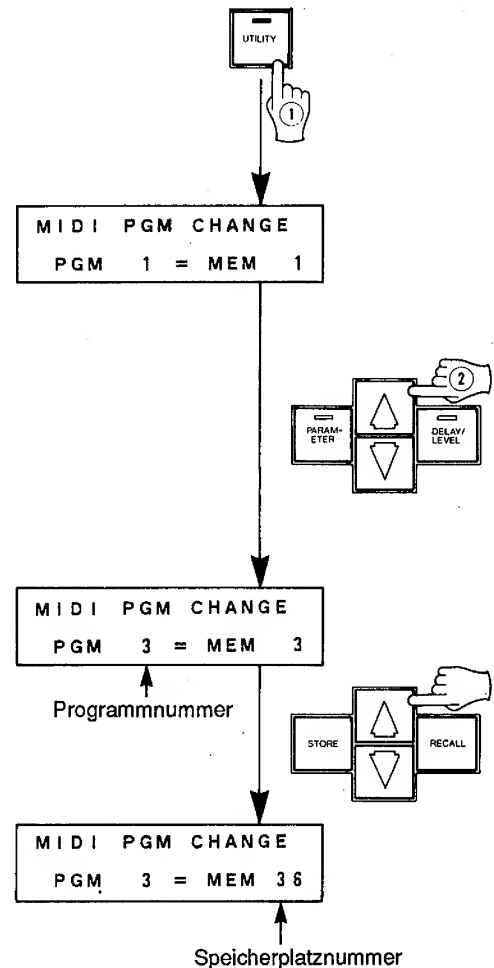 UTILITY
①
MIDI PGM CHANGE
PGM 1 = MEM 1
②
PARAM-
ETER
DELAY/
LEVEL
MIDI PGM CHANGE
PGM 3 = MEM 3
Programmnummer
STORE
RECALL
MIDI PGM CHANGE
PGM 3 = MEM 36
Speicherplatznummer